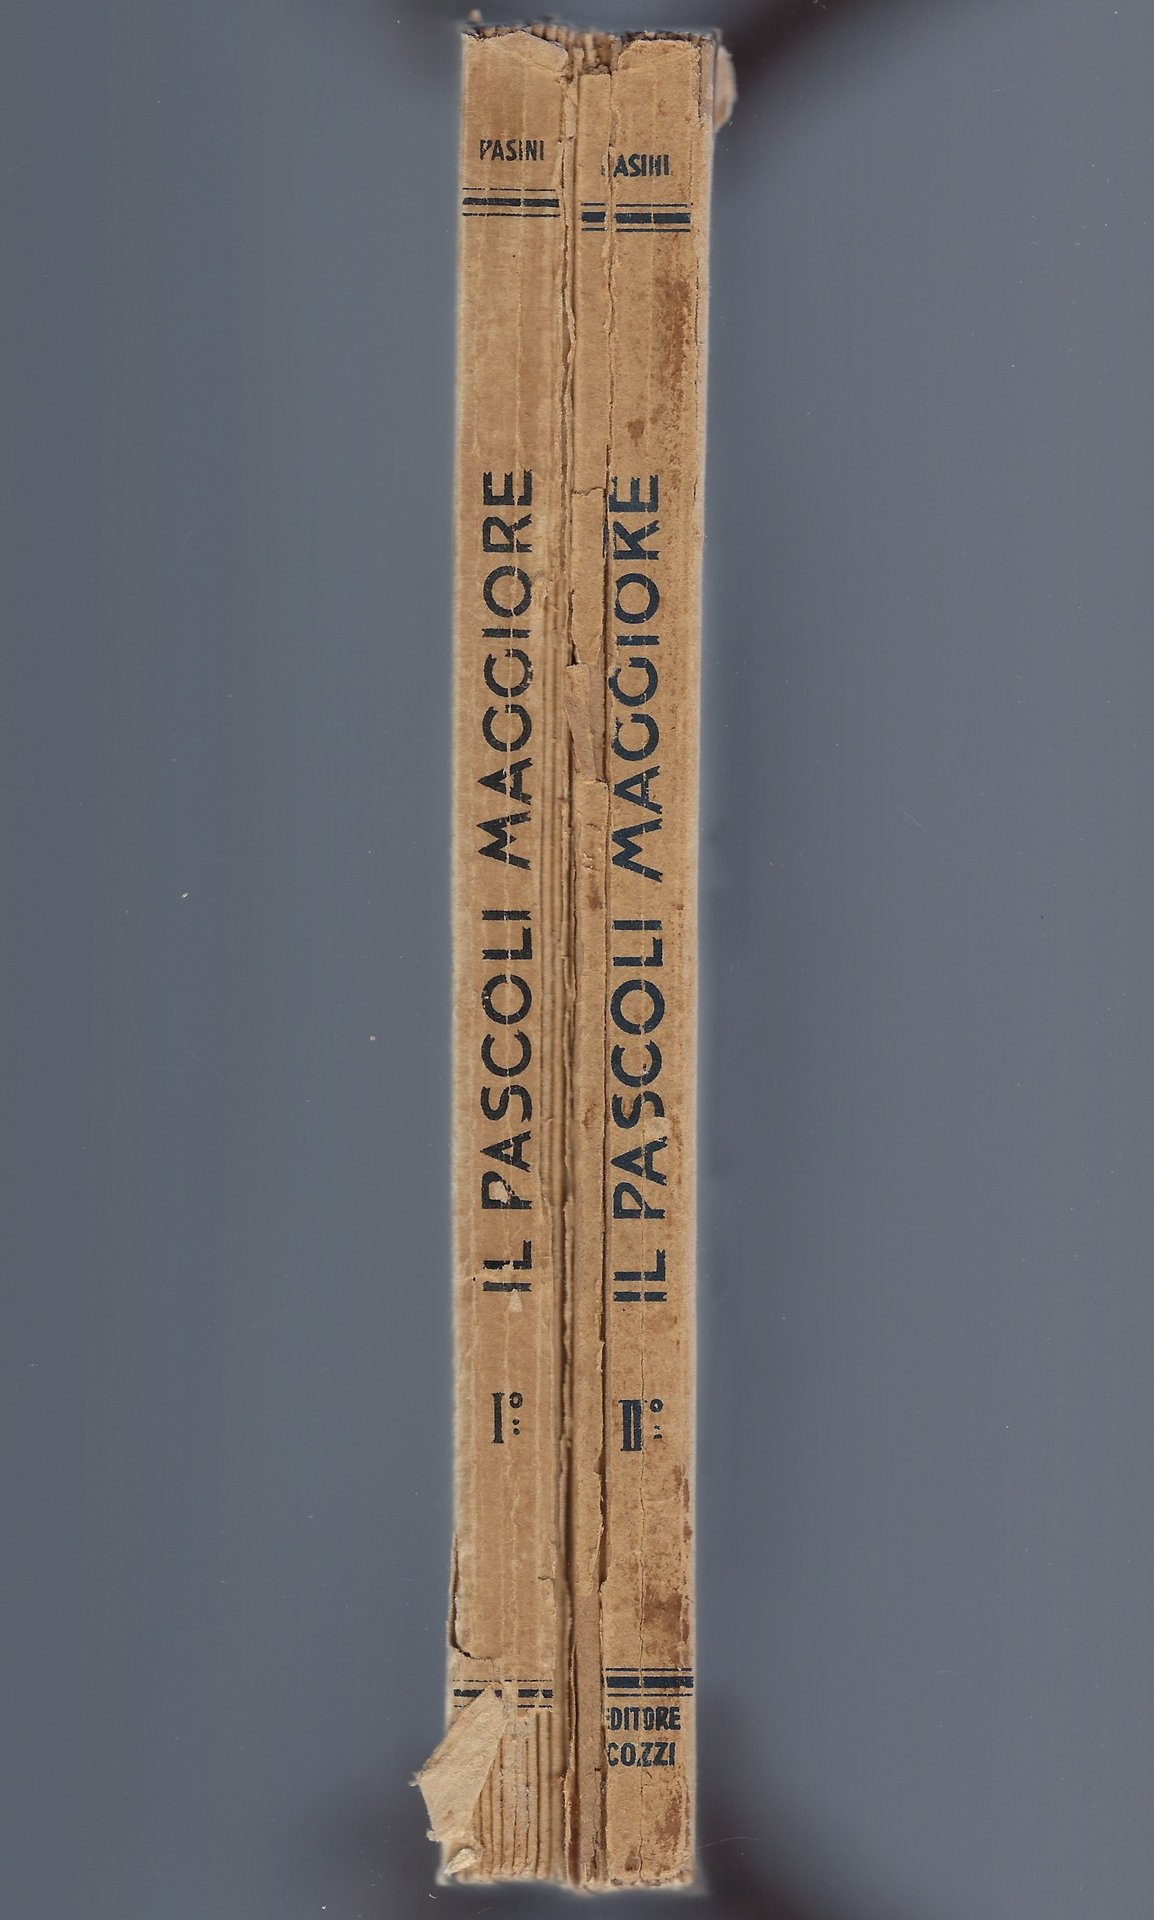 PASINI
IL PASCOLI MAGGIORE
I°
PASINI
IL PASCOLI MAGGIORE
II°
EDITORE
COZZI